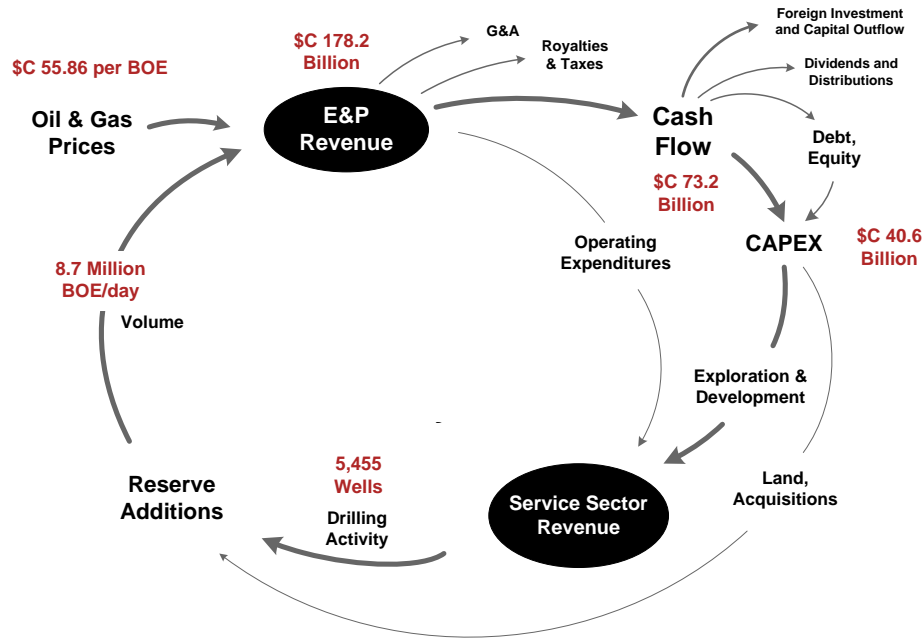 Foreign Investment
and Capital Outflow
G&A
$C 178.2
Billion
Royalties
& Taxes
$C 55.86 per BOE
Dividends and
Distributions
Oil & Gas
Prices
E&P
Revenue
Cash
Flow
Debt,
Equity
$C 73.2
Billion
Operating
Expenditures
CAPEX
$C 40.6
Billion
8.7 Million
BOE/day
Volume
Exploration &
Development
5,455
Wells
Reserve
Additions
Drilling
Activity
Service Sector
Revenue
Land,
Acquisitions